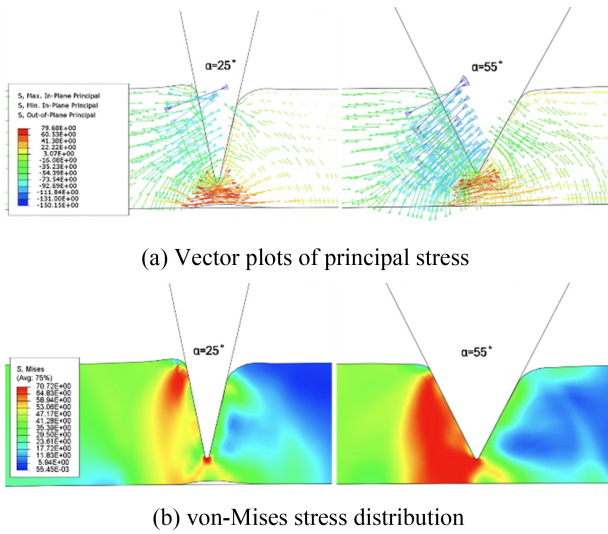 α=25°
α=55°
S, Max. In-Plane Principal
S, Min. In-Plane Principal
S, Out-of-Plane Principal
79.68E+00
60.53E+00
41.38E+00
22.22E+00
3.07E+00
-16.08E+00
-35.23E+00
-54.39E+00
-73.54E+00
-92.69E+00
-111.84E+00
-131.00E+00
-150.15E+00
(a) Vector plots of principal stress
α=25°
α=55°
S, Mises
(Avg: 75%)
70.72E+00
64.83E+00
58.94E+00
53.06E+00
47.17E+00
41.28E+00
35.39E+00
29.50E+00
23.61E+00
17.72E+00
11.83E+00
5.94E+00
55.45E-03
(b) von-Mises stress distribution